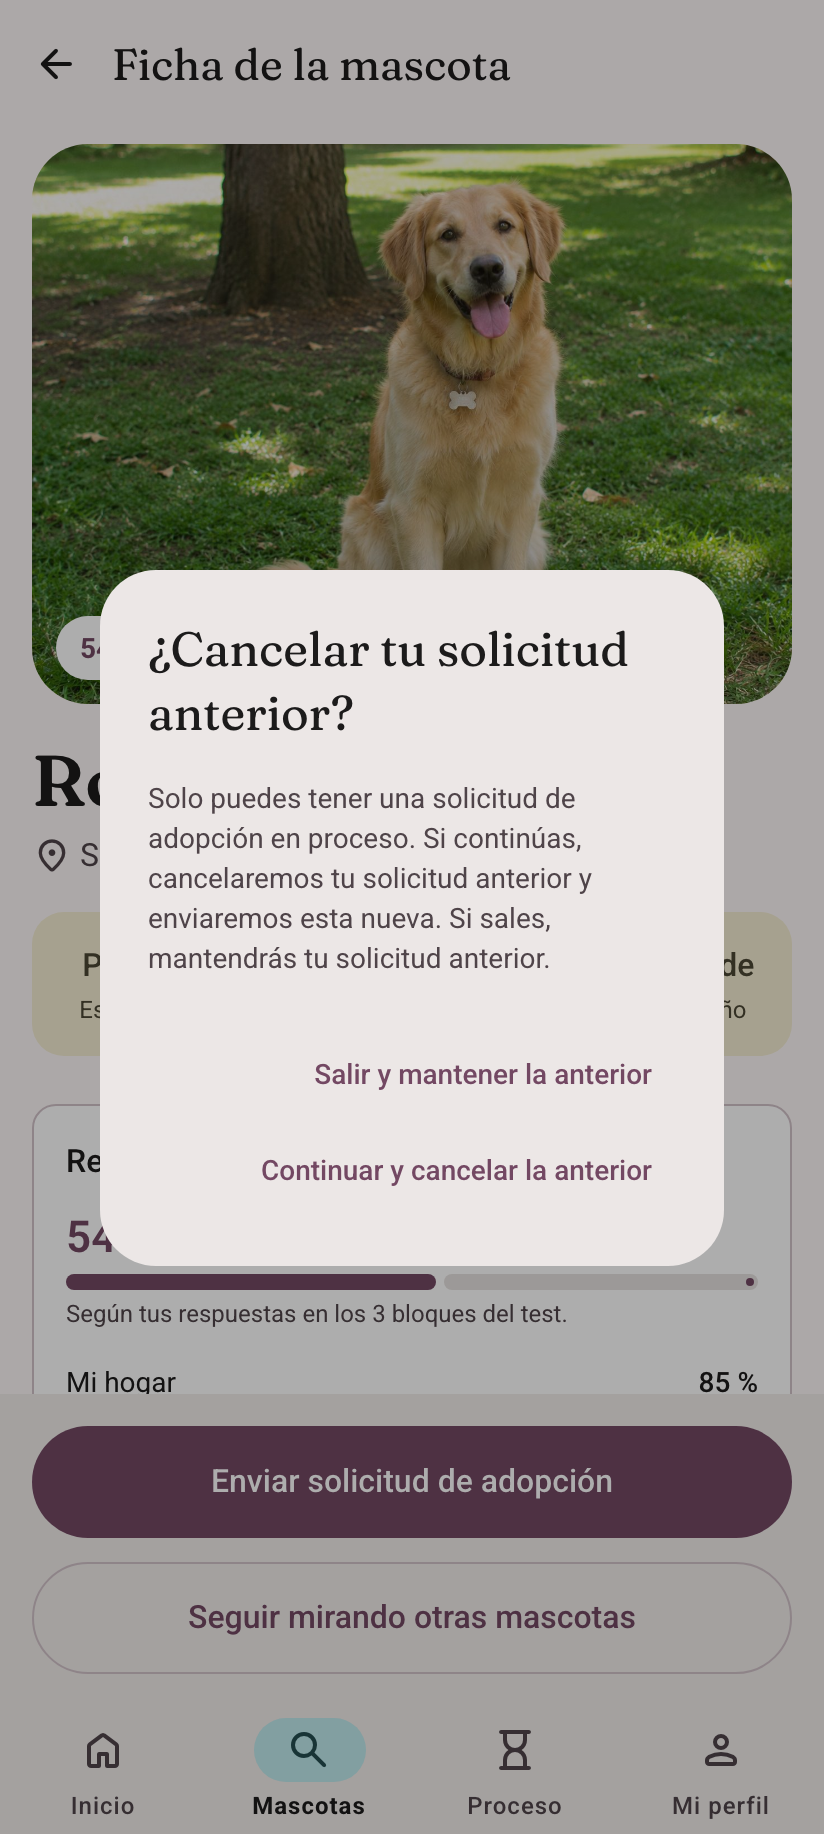 Ficha de la mascota
¿Cancelar tu solicitud
anterior?
Solo puedes tener una solicitud de
adopción en proceso. Si continúas,
cancelaremos tu solicitud anterior y
enviaremos esta nueva. Si sales,
mantendrás tu solicitud anterior.
Salir y mantener la anterior
Continuar y cancelar la anterior
Según tus respuestas en los 3 bloques del test.
Mi hogar 85 %
Enviar solicitud de adopción
Seguir mirando otras mascotas
Inicio Mascotas Proceso Mi perfil